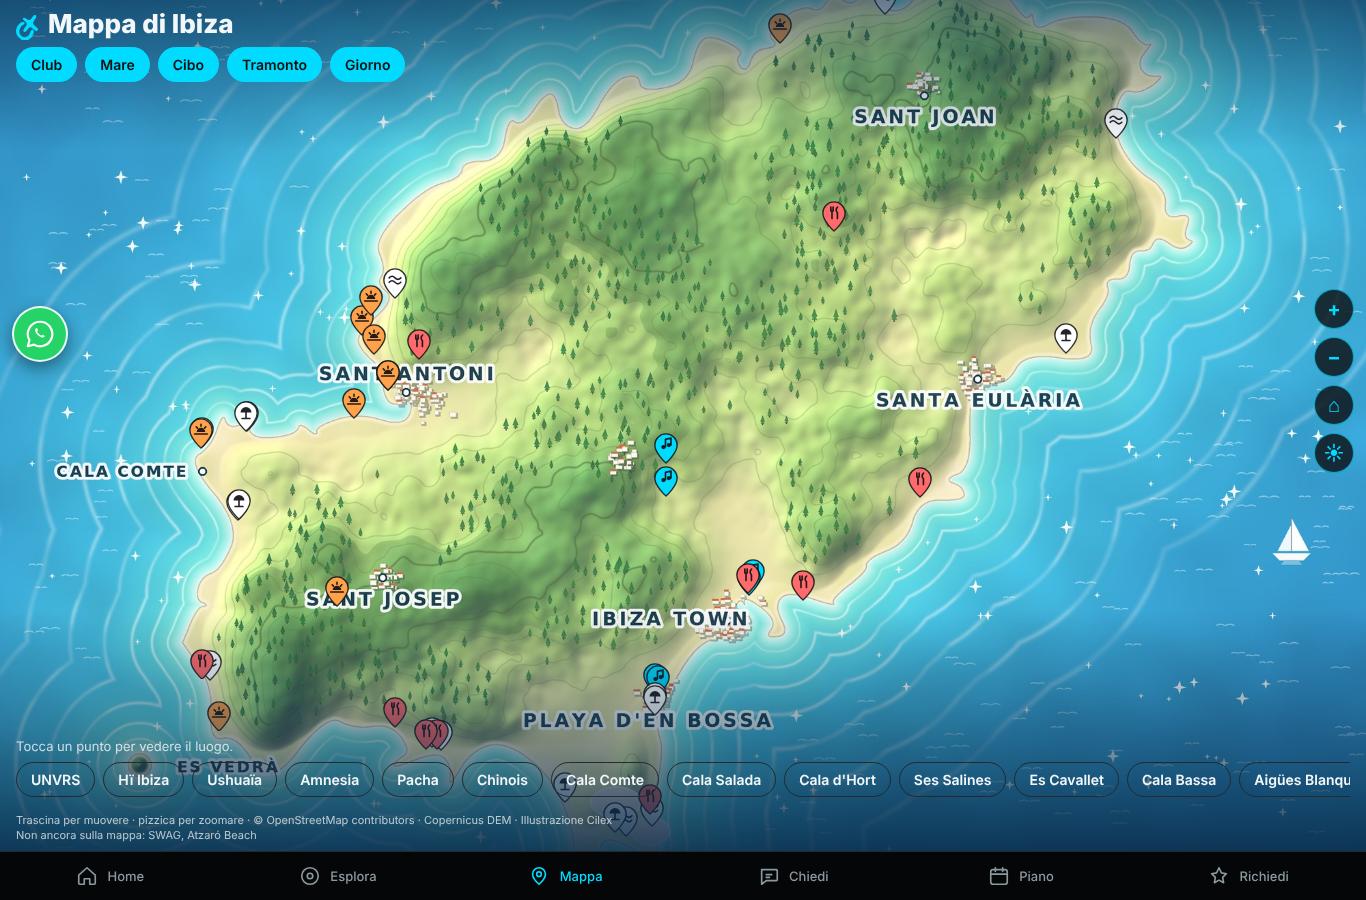 Mappa di Ibiza
Club
Mare
Cibo
Tramonto
Giorno
SANT JOAN
SANT ANTONI
SANTA EULÀRIA
CALA COMTE
SANT JOSEP
IBIZA TOWN
PLAYA D'EN BOSSA
Tocca un punto per vedere il luogo.
ES VEDRÀ
UNVRS
Hï Ibiza
Ushuaïa
Amnesia
Pacha
Chinois
Cala Comte
Cala Salada
Cala d'Hort
Ses Salines
Es Cavallet
Cala Bassa
Aigües Blanqu
Trascina per muovere · pizzica per zoomare · © OpenStreetMap contributors · Copernicus DEM · Illustrazione Cilex
Non ancora sulla mappa: SWAG, Atzaró Beach
Home
Esplora
Mappa
Chiedi
Piano
Richiedi